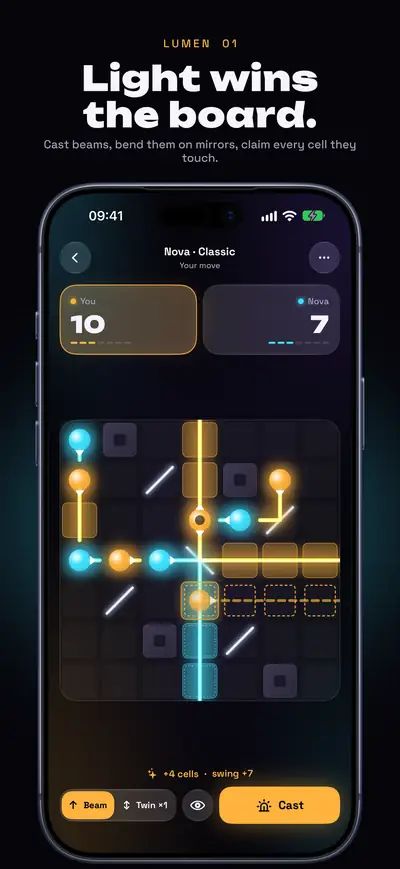 LUMEN 01
Light wins
the board.
Cast beams, bend them on mirrors, claim every cell they
touch.
09:41
Nova · Classic
Your move
You
Nova
10
7
+4 cells · swing +7
Beam
Twin ×1
Cast